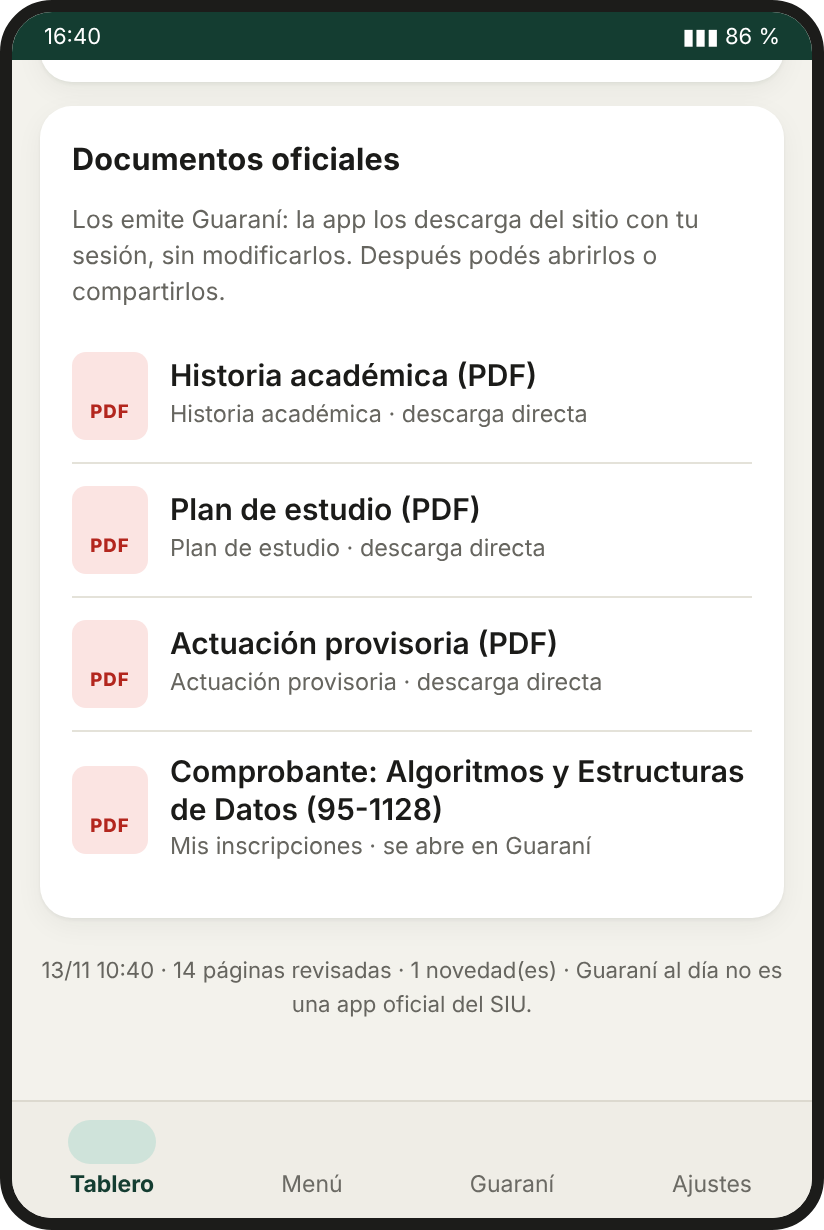 16:40
86 %
Documentos oficiales
Los emite Guaraní: la app los descarga del sitio con tu
sesión, sin modificarlos. Después podés abrirlos o
compartirlos.
PDF
Historia académica (PDF)
Historia académica · descarga directa
PDF
Plan de estudio (PDF)
Plan de estudio · descarga directa
PDF
Actuación provisoria (PDF)
Actuación provisoria · descarga directa
PDF
Comprobante: Algoritmos y Estructuras
de Datos (95-1128)
Mis inscripciones · se abre en Guaraní
13/11 10:40 · 14 páginas revisadas · 1 novedad(es) · Guaraní al día no es
una app oficial del SIU.
Tablero
Menú
Guaraní
Ajustes